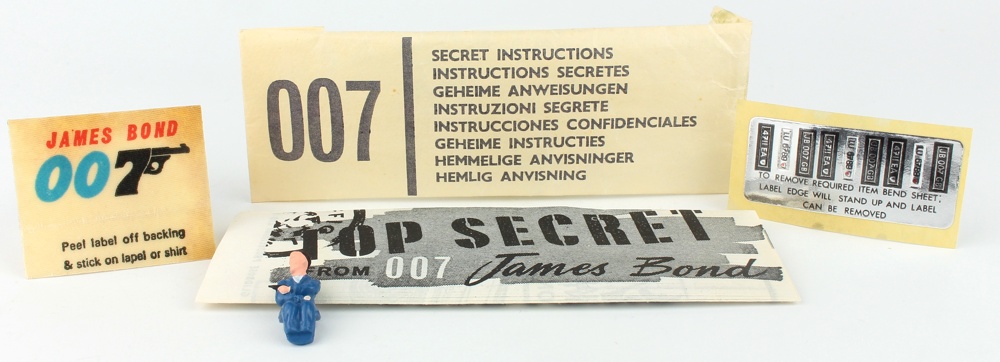 JAMES BOND
007
Peel label off backing
& stick on lapel or shirt
007
SECRET INSTRUCTIONS
INSTRUCTIONS SECRETES
GEHEIME ANWEISUNGEN
INSTRUZIONI SEGRETE
INSTRUCCIONES CONFIDENCIALES
GEHEIME INSTRUCTIES
HEMMELIGE ANVISNINGER
HEMLIG ANVISNING
TOP SECRET
FROM 007 James Bond
TO REMOVE REQUIRED ITEM BEND SHEET,
LABEL EDGE WILL STAND UP AND LABEL
CAN BE REMOVED